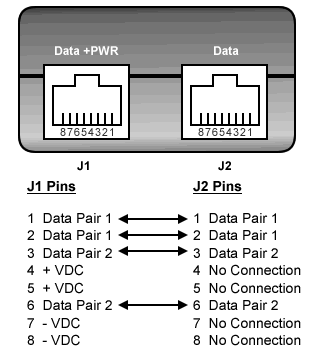 Data +PWR Data
87654321 87654321
J1 J2
J1 Pins J2 Pins
1 Data Pair 1 1 Data Pair 1
2 Data Pair 1 2 Data Pair 1
3 Data Pair 2 3 Data Pair 2
4 + VDC 4 No Connection
5 + VDC 5 No Connection
6 Data Pair 2 6 Data Pair 2
7 - VDC 7 No Connection
8 - VDC 8 No Connection